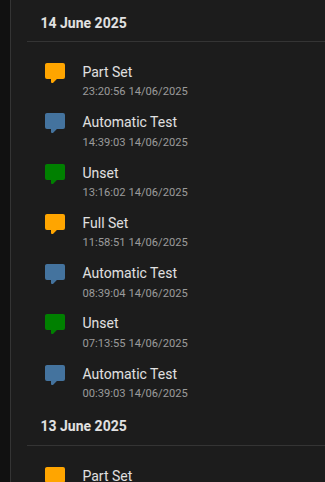 14 June 2025
Part Set
23:20:56 14/06/2025
Automatic Test
14:39:03 14/06/2025
Unset
13:16:02 14/06/2025
Full Set
11:58:51 14/06/2025
Automatic Test
08:39:04 14/06/2025
Unset
07:13:55 14/06/2025
Automatic Test
00:39:03 14/06/2025
13 June 2025
Part Set